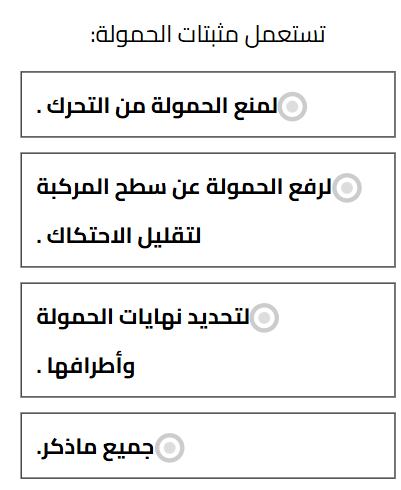 تستعمل مثبتات الحمولة:
لمنع الحمولة من التحرك .
لرفع الحمولة عن سطح المركبة
لتقليل الاحتكاك .
لتحديد نهايات الحمولة
وأطرافها .
جميع ماذكر.